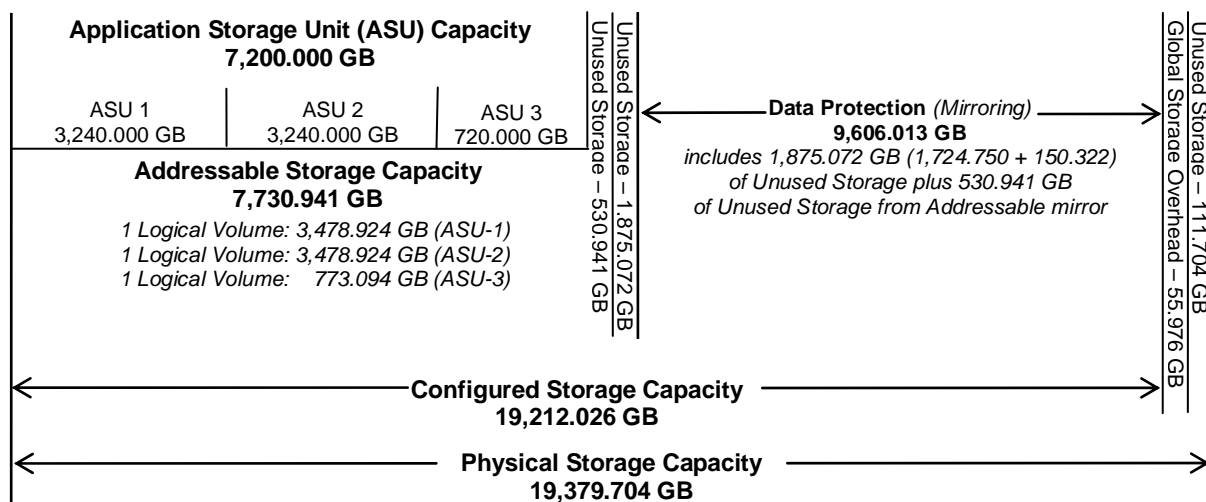 Application Storage Unit (ASU) Capacity
7,200.000 GB
ASU 1
3,240.000 GB
ASU 2
3,240.000 GB
ASU 3
720.000 GB
Addressable Storage Capacity
7,730.941 GB
1 Logical Volume: 3,478.924 GB (ASU-1)
1 Logical Volume: 3,478.924 GB (ASU-2)
1 Logical Volume: 773.094 GB (ASU-3)
Unused Storage – 530.941 GB
Unused Storage – 1.875.072 GB
Data Protection (Mirroring)
9,606.013 GB
includes 1,875.072 GB (1,724.750 + 150.322)
of Unused Storage plus 530.941 GB
of Unused Storage from Addressable mirror
Global Storage Overhead – 55.976 GB
Unused Storage – 111.704 GB
Configured Storage Capacity
19,212.026 GB
Physical Storage Capacity
19,379.704 GB